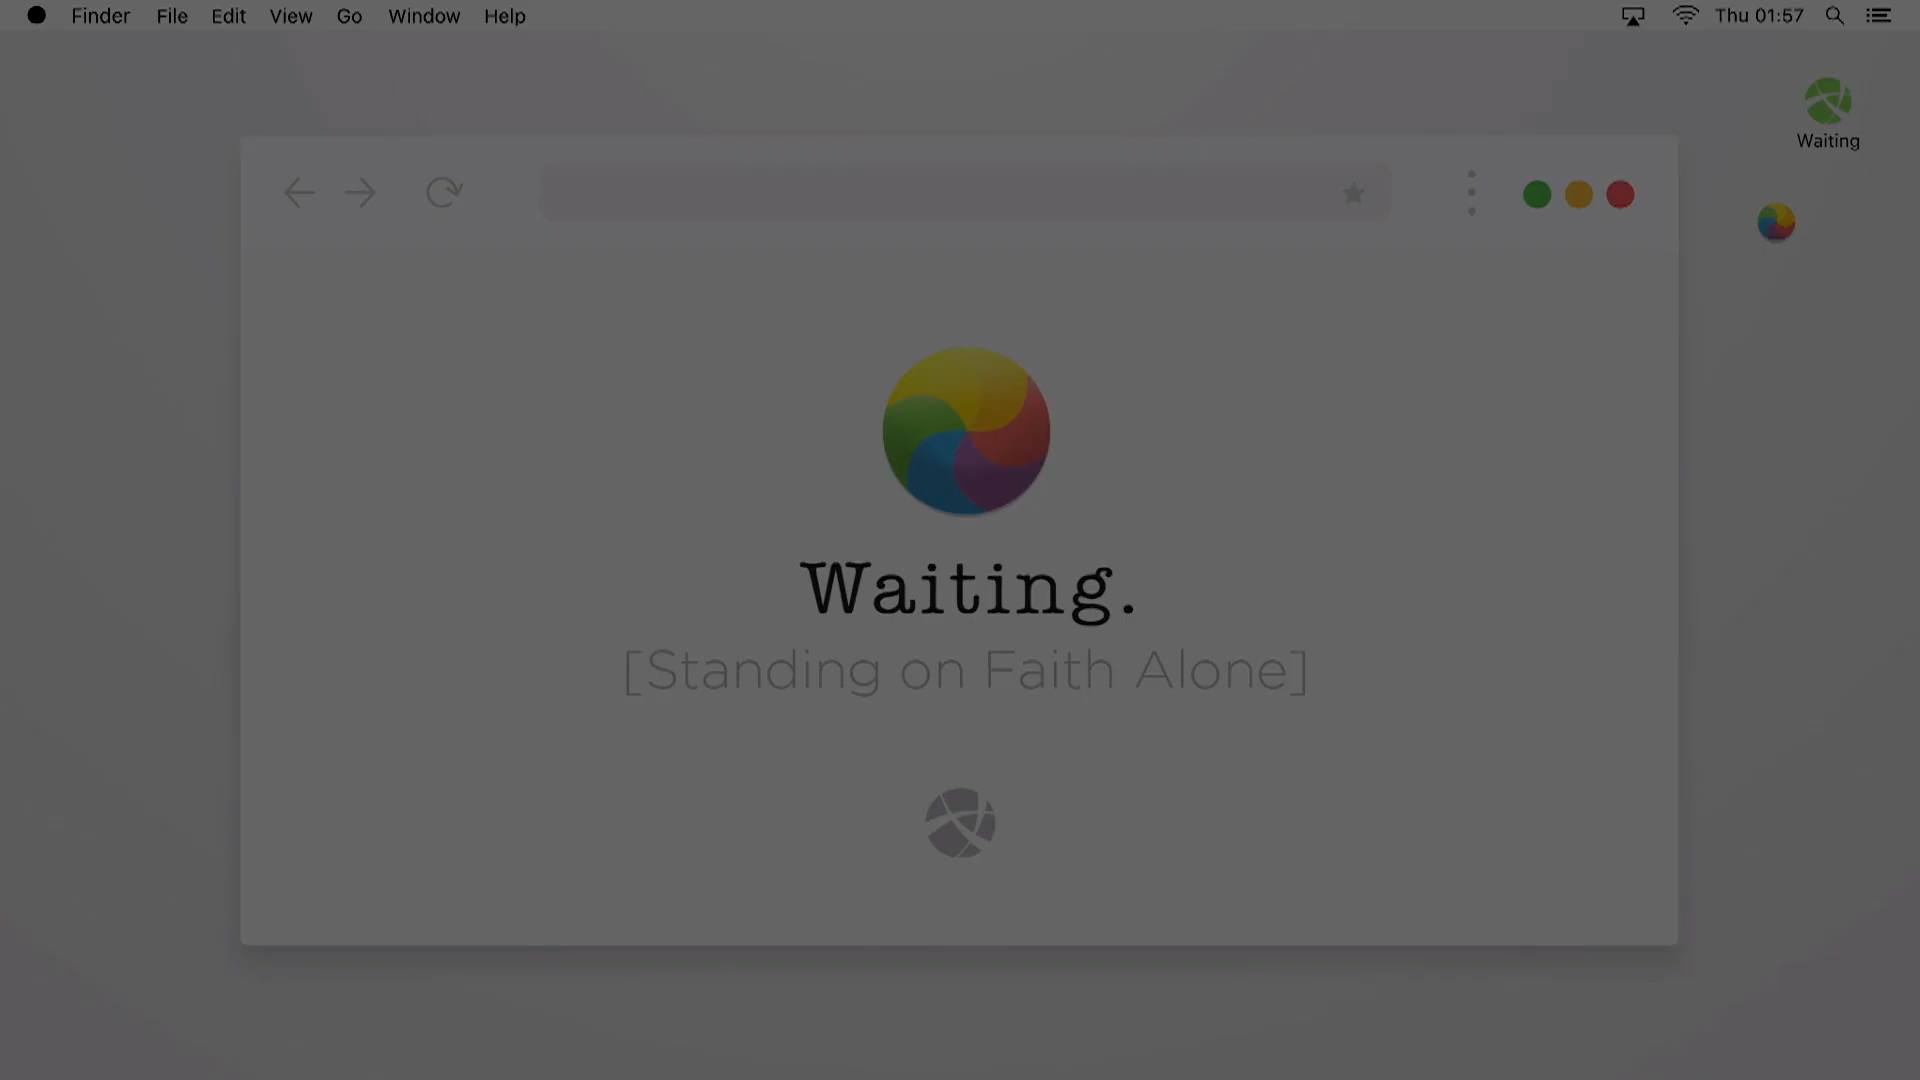 Finder File Edit View Go Window Help Thu 01:57
Waiting
Waiting.
[Standing on Faith Alone]